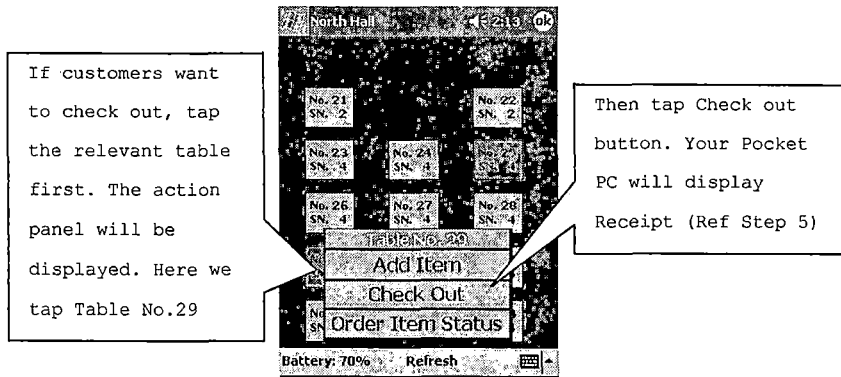 If customers want
to check out, tap
the relevant table
first. The action
panel will be
displayed. Here we
tap Table No.29
North Hall 2:13 ok
No. 21
SN. 2
No. 22
SN. 2
No. 23
SN. 4
No. 24
SN. 4
No. 26
SN. 4
No. 27
SN. 4
No. 28
SN. 4
Table No. 29
Add Item
Check Out
Order Item Status
No
SN
Battery: 70% Refresh
Then tap Check out
button. Your Pocket
PC will display
Receipt (Ref Step 5)